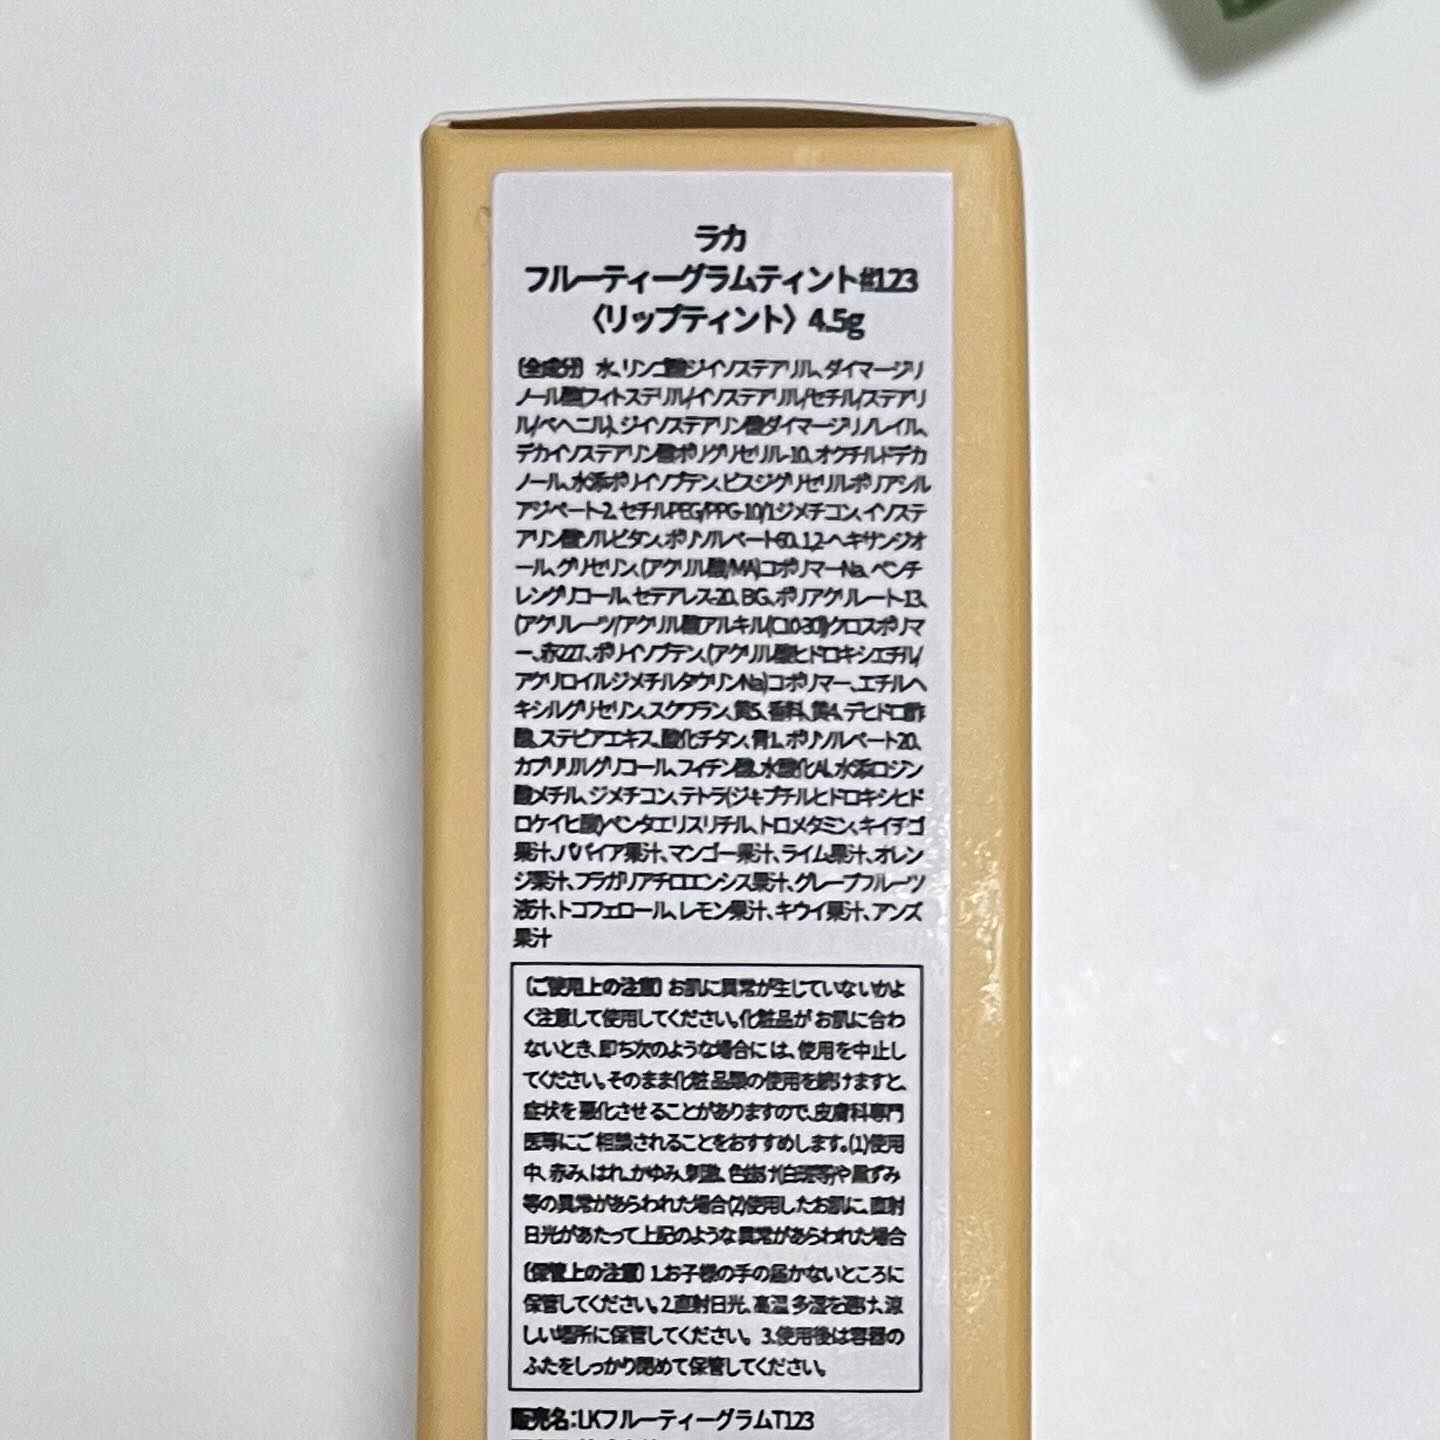 ラカ
フルーティーグラムティント#123
〈リップティント〉4.5g
〔全成分〕水、リンゴ酸ジイソステアリル、ダイマージリ
ノール酸(フィトステリル/イソステアリル/セチル/ステアリ
ル/ベヘニル)、ジイソステアリン酸ダイマージリノレイル、
デカイソステアリン酸ポリグリセリル-10、オクチルドデカ
ノール、水添ポリイソブテン、ビスジグリセリルポリアシル
アジペート-2、セチルPEG/PPG-10/1ジメチコン、イソステ
アリン酸ソルビタン、ポリソルベート60、1,2-ヘキサンジオ
ール、グリセリン、(アクリル酸/MA)コポリマーNa、ペンチ
レングリコール、セテアレス-20、BG、ポリアクリレート-13、
(アクリレーツ/アクリル酸アルキル(C10-30))クロスポリマ
ー、赤227、ポリイソブテン、(アクリル酸ヒドロキシエチル/
アクリロイルジメチルタウリンNa)コポリマー、エチルヘ
キシルグリセリン、スクワラン、黄5、香料、黄4、デヒドロ酢
酸、ステビアエキス、酸化チタン、青1、ポリソルベート20、
カプリリルグリコール、フィチン酸、水酸化Al、水添ロジン
酸メチル、ジメチコン、テトラ(ジ-t-ブチルヒドロキシヒド
ロケイヒ酸)ペンタエリスリチル、トロメタミン、キイチゴ
果汁、パパイア果汁、マンゴー果汁、ライム果汁、オレン
ジ果汁、フラガリアチロエンシス果汁、グレープフルーツ
液汁、トコフェロール、レモン果汁、キウイ果汁、アンズ
果汁
〔ご使用上の注意〕お肌に異常が生じていないかよ
く注意して使用してください。化粧品がお肌に合わ
ないとき、即ち次のような場合には、使用を中止し
てください。そのまま化粧品類の使用を続けますと、
症状を悪化させることがありますので、皮膚科専門
医等にご相談されることをおすすめします。(1)使用
中、赤み、はれ、かゆみ、刺激、色抜け(白斑等)や黒ずみ
等の異常があらわれた場合(2)使用したお肌に、直射
日光があたって上記のような異常があらわれた場合
〔保管上の注意〕1.お子様の手の届かないところに
保管してください。2.直射日光、高温多湿を避け、涼
しい場所に保管してください。3.使用後は容器の
ふたをしっかり閉めて保管してください。
販売名:LKフルーティーグラムT123